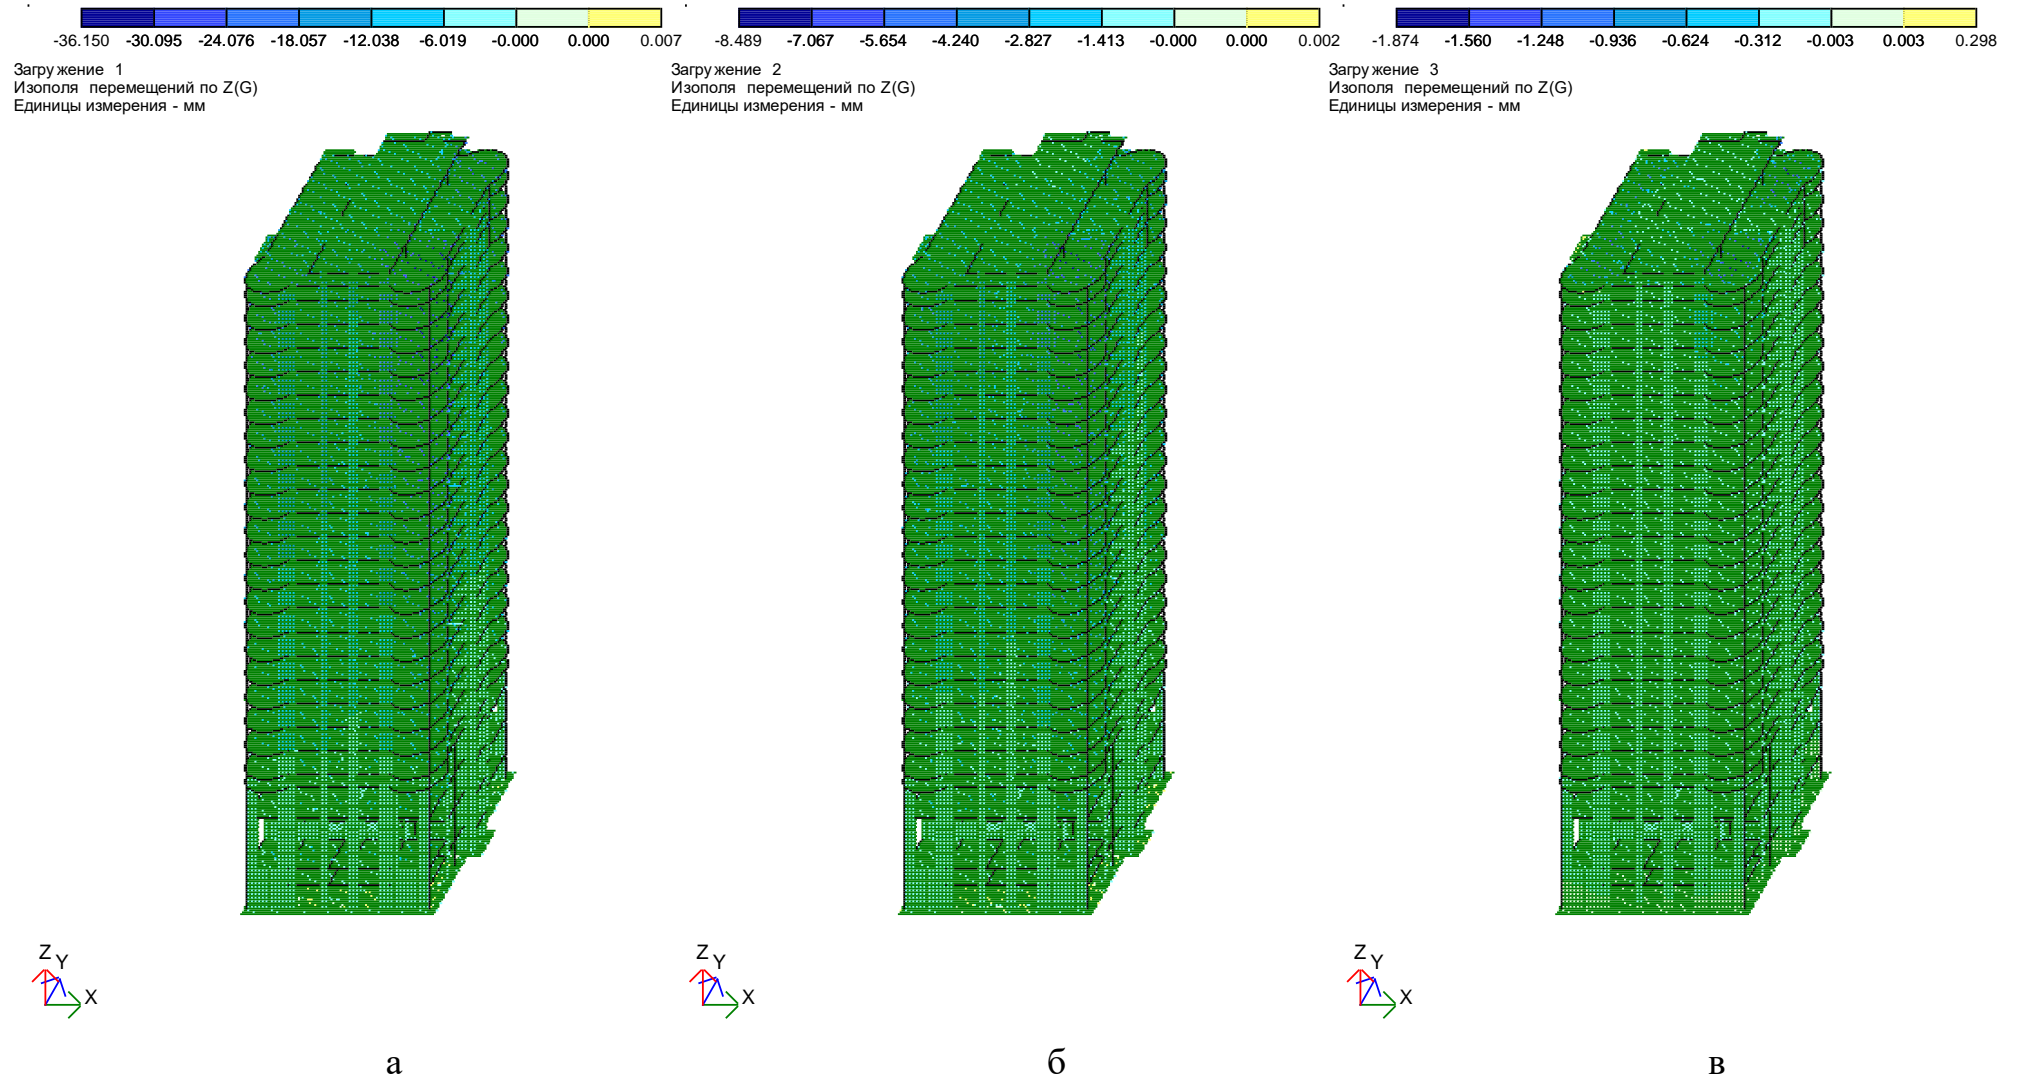 -36.150 -30.095 -24.076 -18.057 -12.038 -6.019 -0.000 0.000 0.007
Загружение 1
Изополя перемещений по Z(G)
Единицы измерения - мм
Z
Y
X
а
-8.489 -7.067 -5.654 -4.240 -2.827 -1.413 -0.000 0.000 0.002
Загружение 2
Изополя перемещений по Z(G)
Единицы измерения - мм
Z
Y
X
б
-1.874 -1.560 -1.248 -0.936 -0.624 -0.312 -0.003 0.003 0.298
Загружение 3
Изополя перемещений по Z(G)
Единицы измерения - мм
Z
Y
X
в